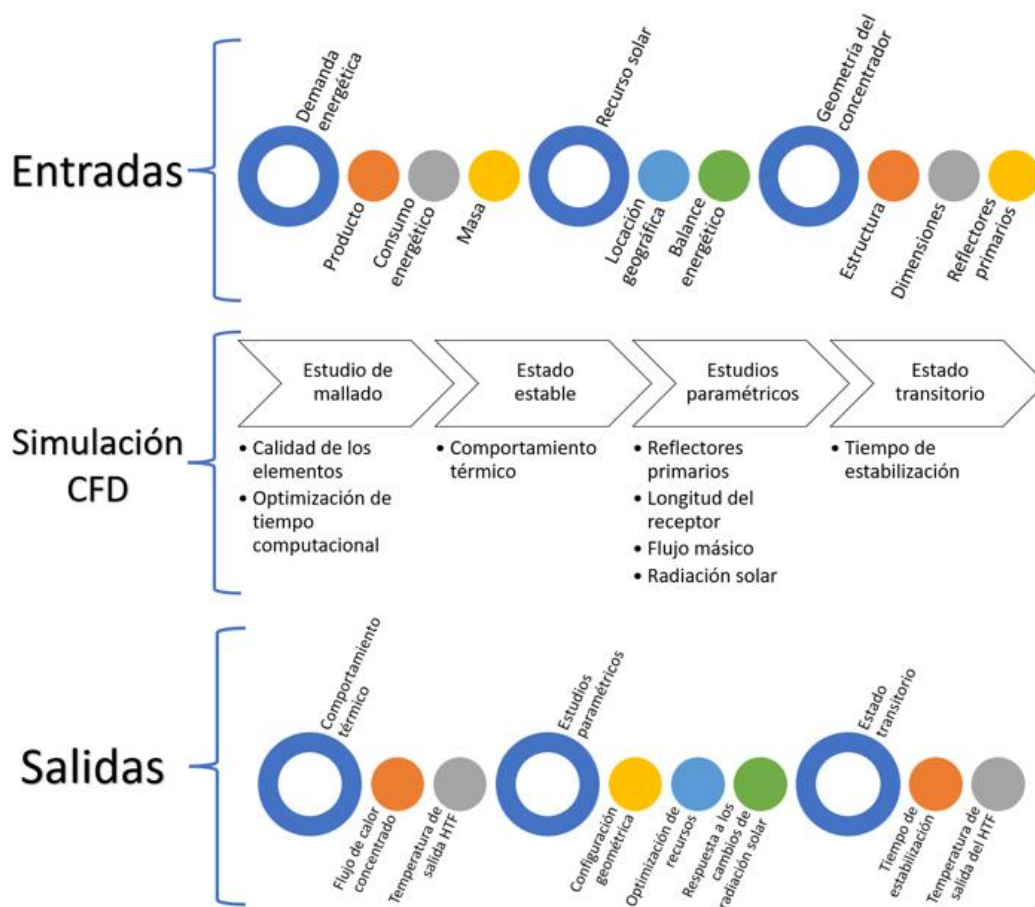 Entradas
Demanda
energética
Producto
Consumo
energético
Masa
Recurso solar
Locación
geográfica
Balance
energético
Geometría del
concentrador
Estructura
Dimensiones
Reflectores
primarios
Simulación
CFD
Estudio de
mallado
• Calidad de los
elementos
• Optimización de
tiempo
computacional
Estado
estable
• Comportamiento
térmico
Estudios
paramétricos
• Reflectores
primarios
• Longitud del
receptor
• Flujo másico
• Radiación solar
Estado
transitorio
• Tiempo de
estabilización
Salidas
Comportamiento
térmico
Flujo de calor
concentrado
Temperatura de
salida HTF
Estudios
paramétricos
Configuración
geométrica
Optimización de
recursos
Respuesta a los
cambios de
radiación solar
Estado
transitorio
Tiempo de
estabilización
Temperatura de
salida del HTF